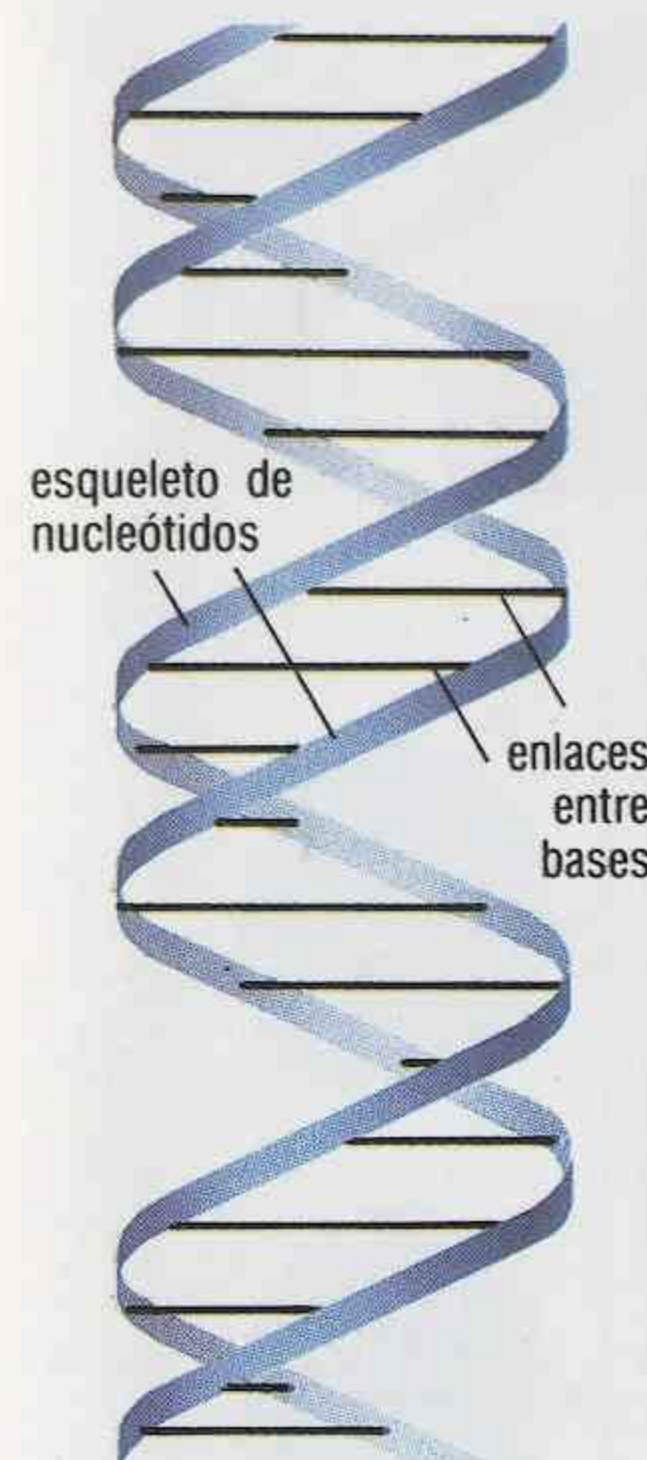 esqueleto de
nucleótidos
enlaces
entre
bases